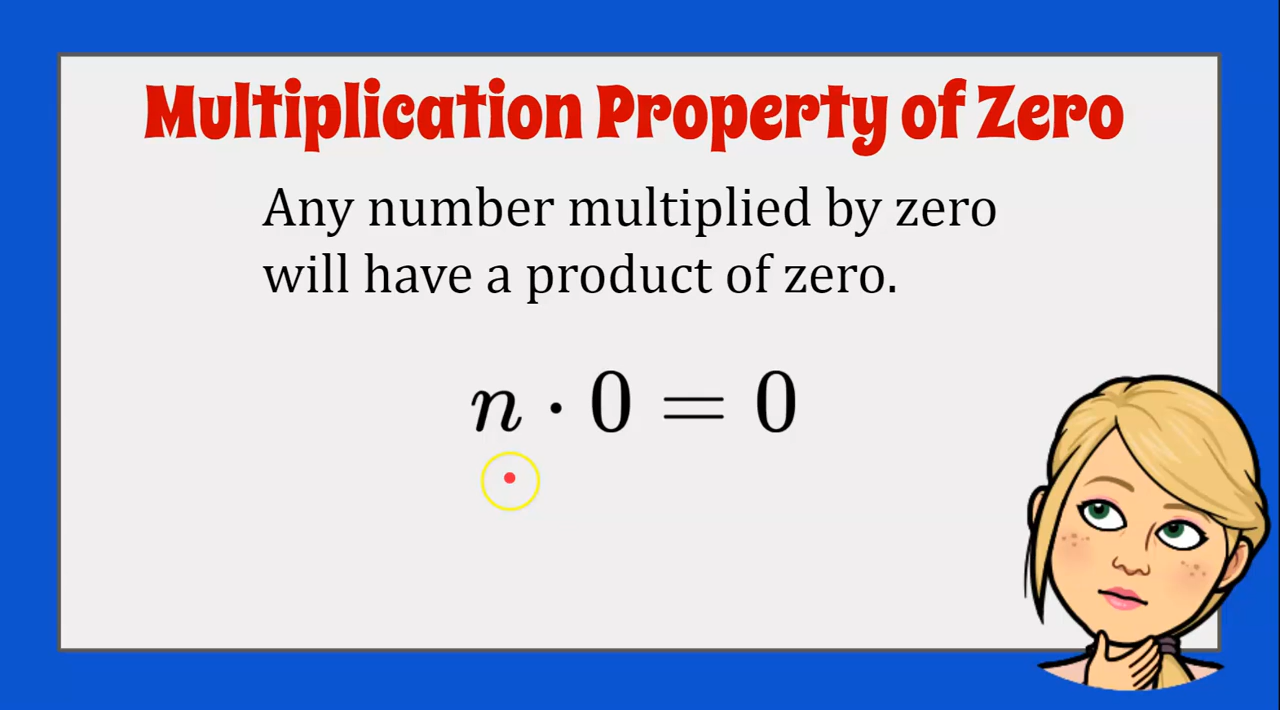 Multiplication Property of Zero
Any number multiplied by zero
will have a product of zero.
n · 0 = 0